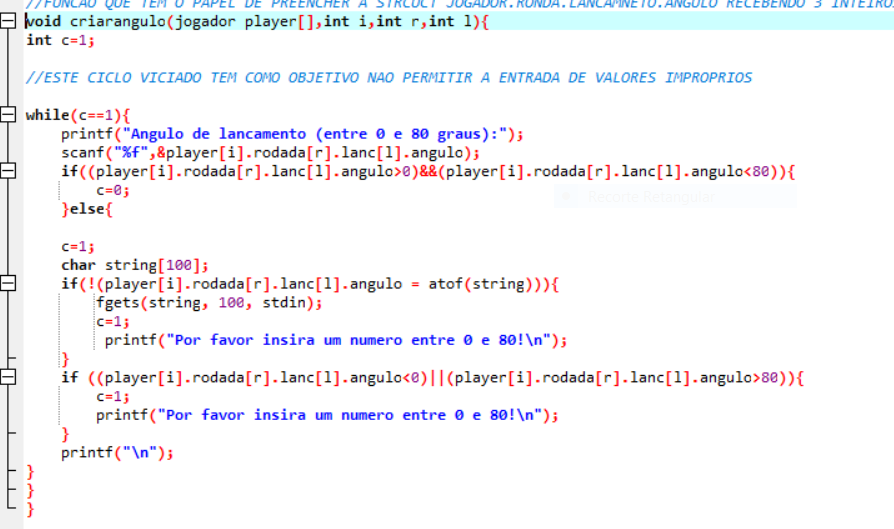 //FUNCAO QUE TEM O PAPEL DE PREENCHER A STRCUCT JOGADOR.RONDA.LANCAMNETO.ANGULO RECEBENDO 3 INTEIROS
void criarangulo(jogador player[],int i,int r,int l){
int c=1;
//ESTE CICLO VICIADO TEM COMO OBJETIVO NAO PERMITIR A ENTRADA DE VALORES IMPROPRIOS
while(c==1){
printf("Angulo de lancamento (entre 0 e 80 graus):");
scanf("%f",&player[i].rodada[r].lanc[l].angulo);
if((player[i].rodada[r].lanc[l].angulo>0)&&(player[i].rodada[r].lanc[l].angulo<80)){
c=0;
Recorte Retângular
}else{
c=1;
char string[100];
if(!(player[i].rodada[r].lanc[l].angulo = atof(string))){
fgets(string, 100, stdin);
c=1;
printf("Por favor insira um numero entre 0 e 80!\n");
}
if ((player[i].rodada[r].lanc[l].angulo<0)||(player[i].rodada[r].lanc[l].angulo>80)){
c=1;
printf("Por favor insira um numero entre 0 e 80!\n");
}
printf("\n");
}
}
}